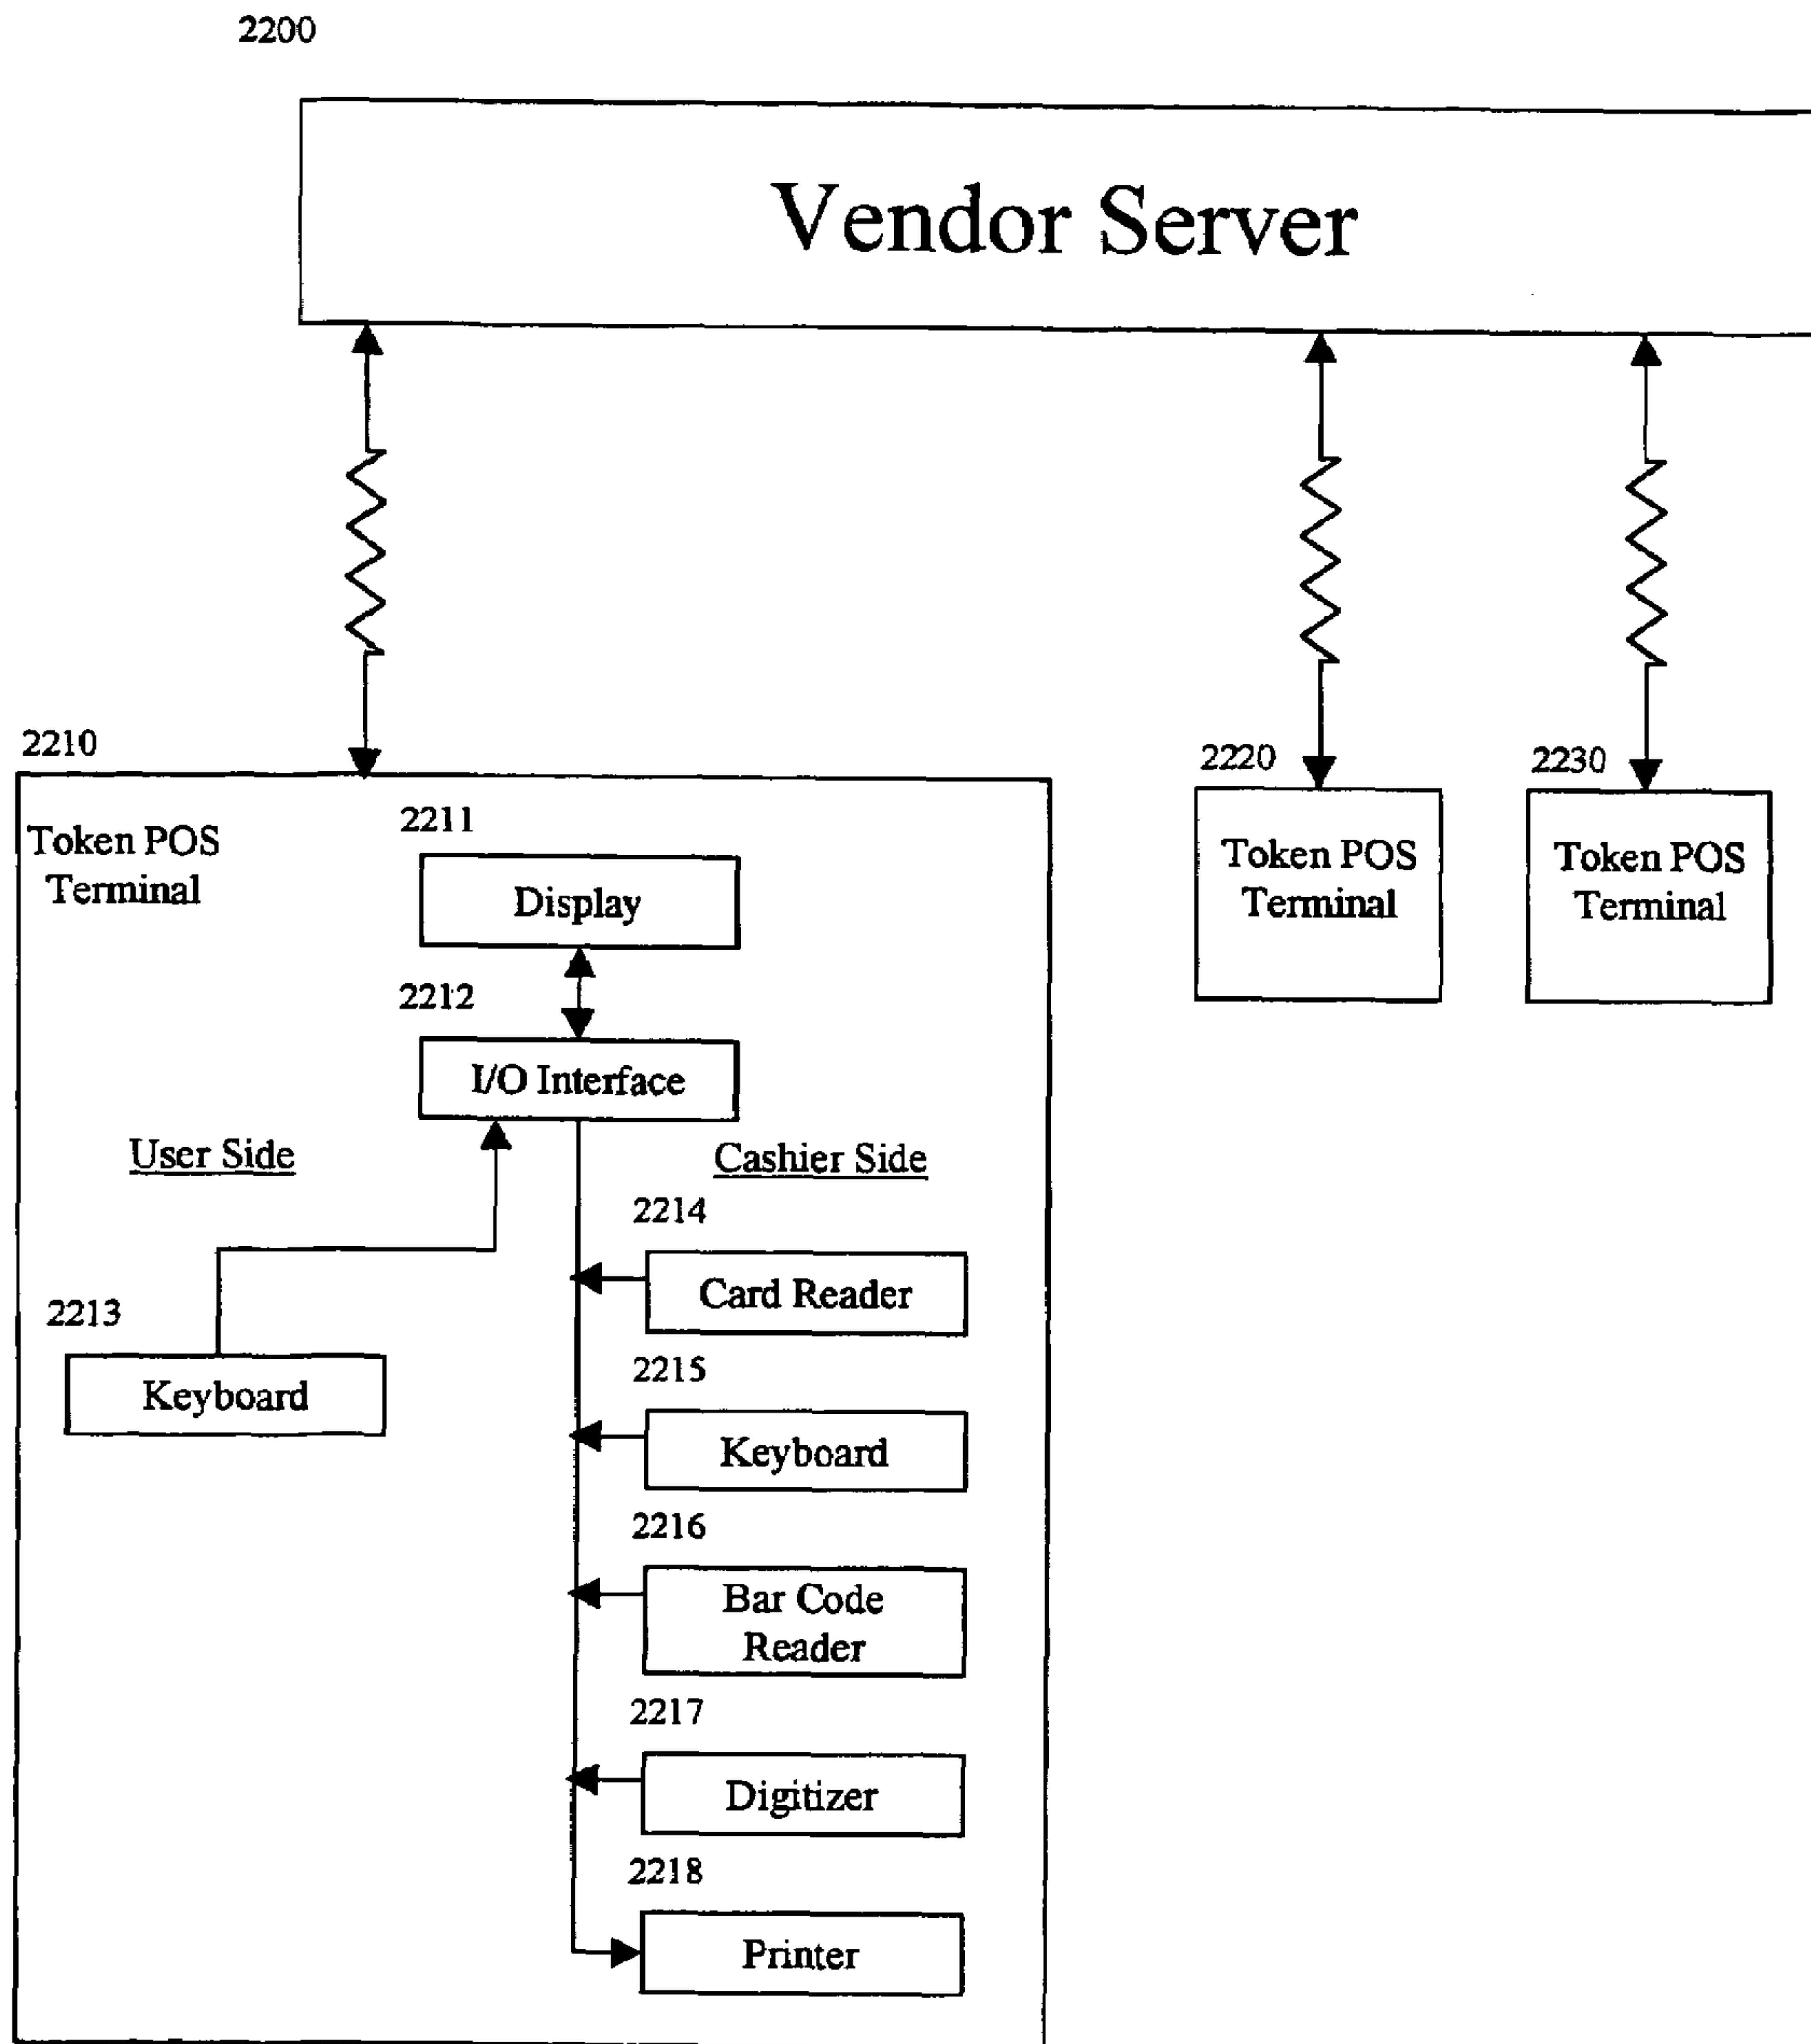 2200
Vendor Server
2210
2220
2230
Token POS
Terminal
2211
Display
Token POS
Terminal
Token POS
Terminal
2212
I/O Interface
User Side
Cashier Side
2214
Card Reader
2213
Keyboard
2215
Keyboard
2216
Bar Code
Reader
2217
Digitizer
2218
Printer